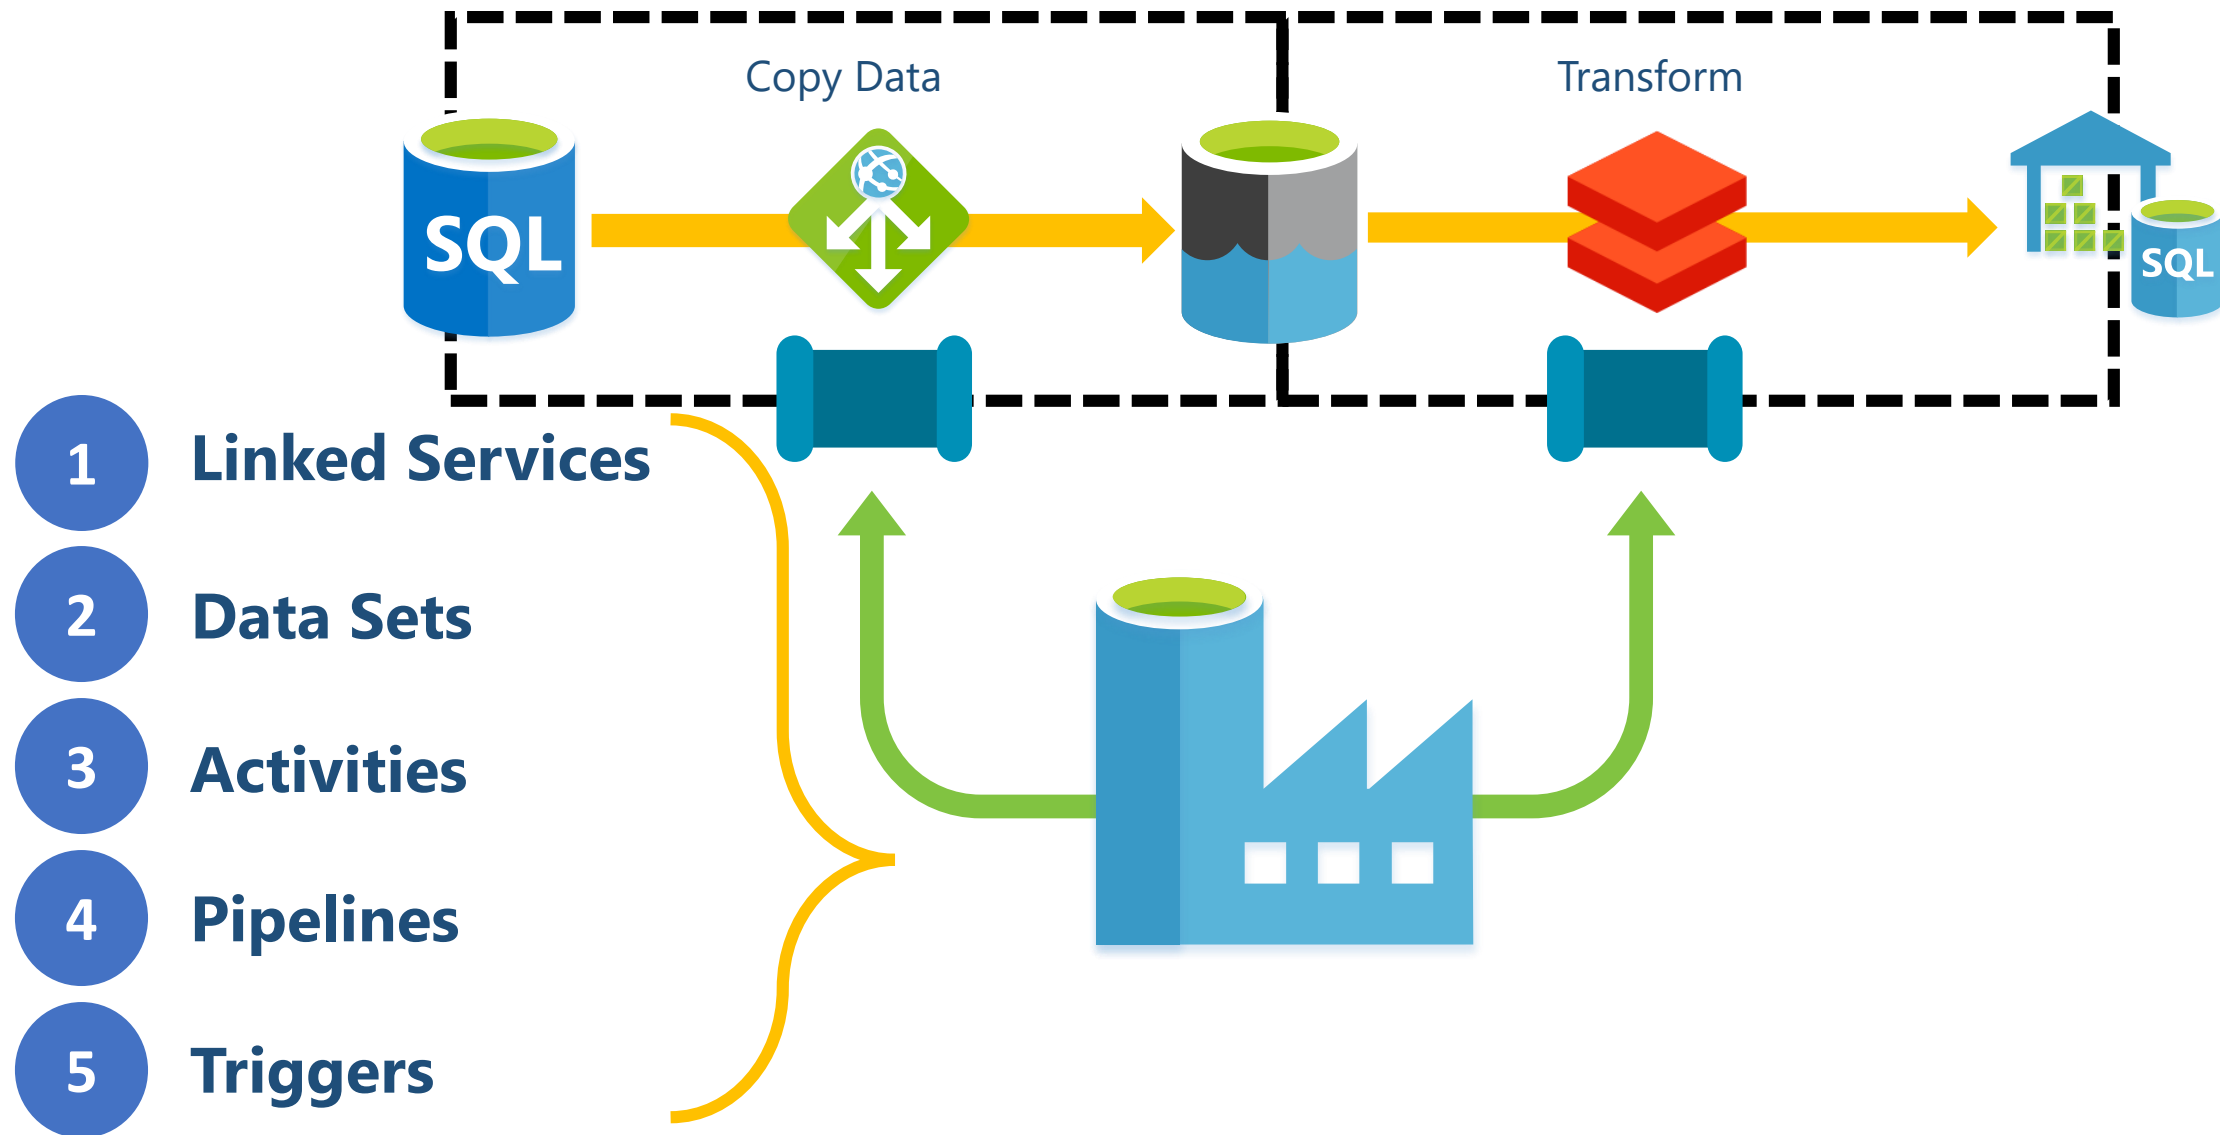 Copy Data
Transform
SQL
SQL
1 Linked Services
2 Data Sets
3 Activities
4 Pipelines
5 Triggers